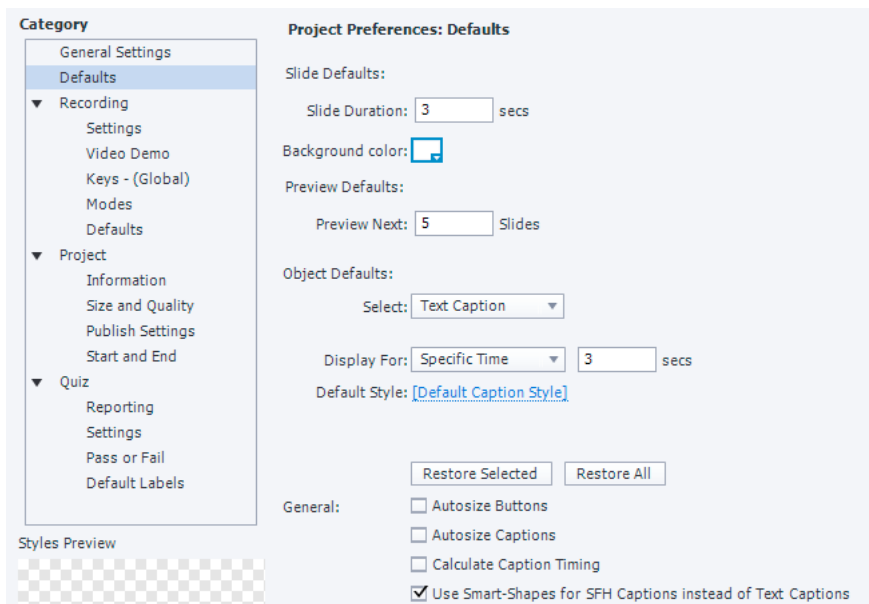 Category
General Settings
Defaults
Recording
Settings
Video Demo
Keys - (Global)
Modes
Defaults
Project
Information
Size and Quality
Publish Settings
Start and End
Quiz
Reporting
Settings
Pass or Fail
Default Labels
Styles Preview
Project Preferences: Defaults
Slide Defaults:
Slide Duration: 3 secs
Background color:
Preview Defaults:
Preview Next: 5 Slides
Object Defaults:
Select: Text Caption
Display For: Specific Time 3 secs
Default Style: [Default Caption Style]
Restore Selected Restore All
General: Autosize Buttons
Autosize Captions
Calculate Caption Timing
Use Smart-Shapes for SFH Captions instead of Text Captions